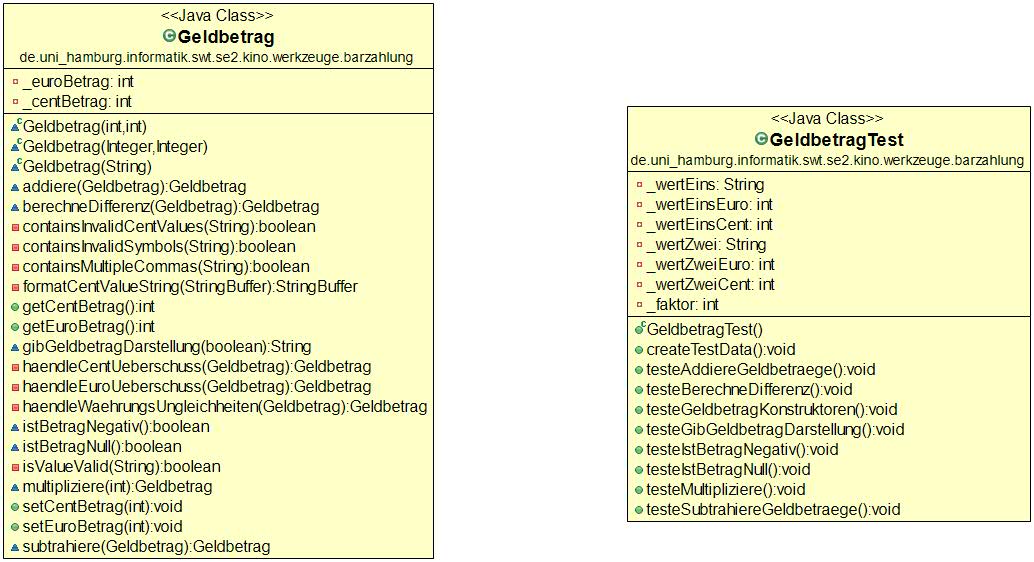 <<Java Class>>
Geldbetrag
de.uni_hamburg.informatik.swt.se2.kino.werkzeuge.barzahlung
_euroBetrag: int
_centBetrag: int
Geldbetrag(int,int)
Geldbetrag(Integer,Integer)
Geldbetrag(String)
addiere(Geldbetrag):Geldbetrag
berechneDifferenz(Geldbetrag):Geldbetrag
containsInvalidCentValues(String):boolean
containsInvalidSymbols(String):boolean
containsMultipleCommas(String):boolean
formatCentValueString(StringBuffer):StringBuffer
getCentBetrag():int
getEuroBetrag():int
gibGeldbetragDarstellung(boolean):String
haendleCentUeberschuss(Geldbetrag):Geldbetrag
haendleEuroUeberschuss(Geldbetrag):Geldbetrag
haendleWaehrungsUngleichheiten(Geldbetrag):Geldbetrag
istBetragNegativ():boolean
istBetragNull():boolean
isValueValid(String):boolean
multipliziere(int):Geldbetrag
setCentBetrag(int):void
setEuroBetrag(int):void
subtrahiere(Geldbetrag):Geldbetrag
<<Java Class>>
GeldbetragTest
de.uni_hamburg.informatik.swt.se2.kino.werkzeuge.barzahlung
_wertEins: String
_wertEinsEuro: int
_wertEinsCent: int
_wertZwei: String
_wertZweiEuro: int
_wertZweiCent: int
_faktor: int
GeldbetragTest()
createTestData():void
testeAddiereGeldbetraege():void
testeBerechneDifferenz():void
testeGeldbetragKonstruktoren():void
testeGibGeldbetragDarstellung():void
testeIstBetragNegativ():void
testeIstBetragNull():void
testeMultipliziere():void
testeSubtrahiereGeldbetraege():void